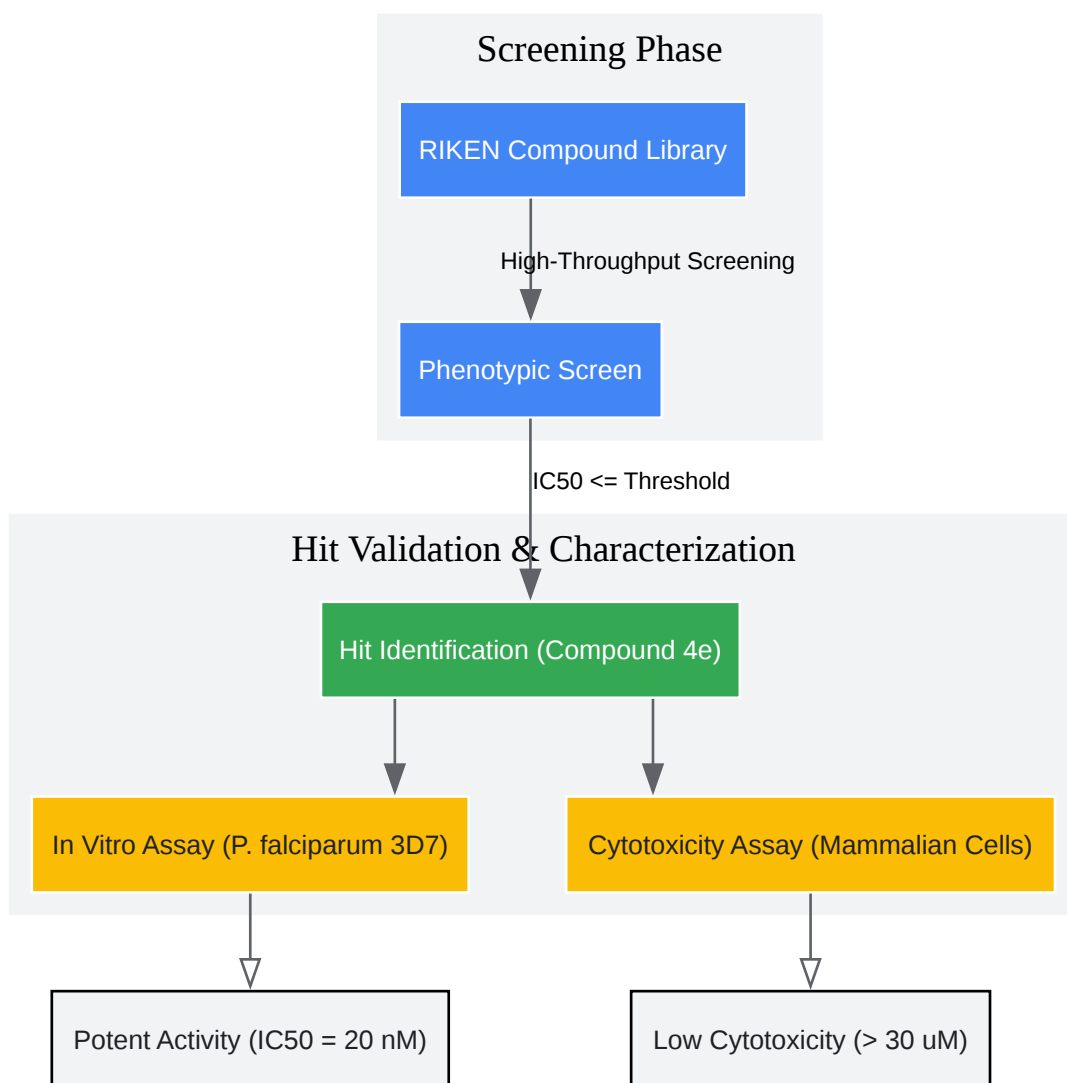 Screening Phase
RIKEN Compound Library
High-Throughput Screening
Phenotypic Screen
IC50 <= Threshold
Hit Validation & Characterization
Hit Identification (Compound 4e)
In Vitro Assay (P. falciparum 3D7)
Cytotoxicity Assay (Mammalian Cells)
Potent Activity (IC50 = 20 nM)
Low Cytotoxicity (> 30 uM)